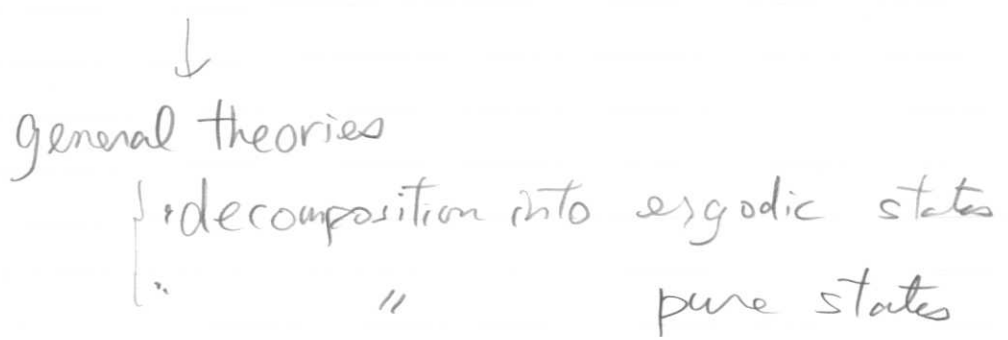 ↓
general theories
・decomposition into ergodic states
・ 〃 pure states